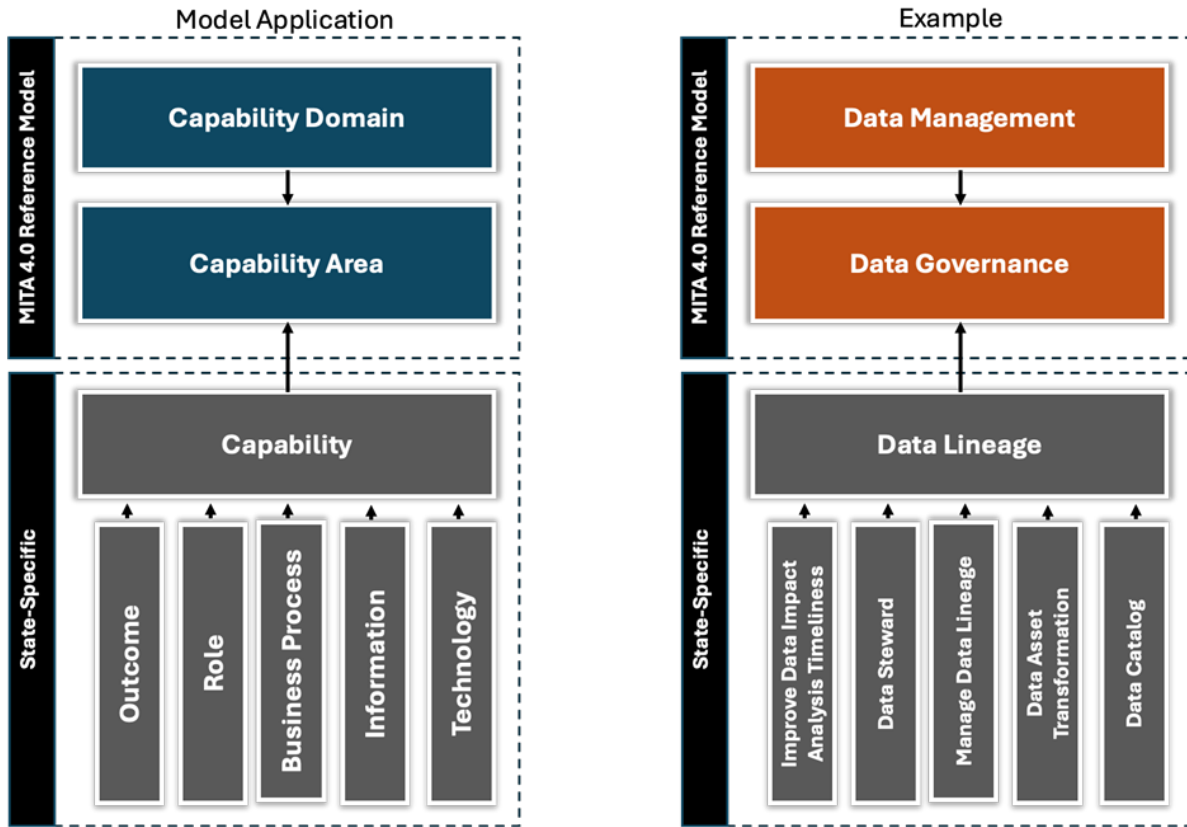 Model Application
MITA 4.0 Reference Model
Capability Domain
Capability Area
State-Specific
Capability
Outcome
Role
Business Process
Information
Technology
Example
MITA 4.0 Reference Model
Data Management
Data Governance
State-Specific
Data Lineage
Improve Data Impact
Analysis Timeliness
Data Steward
Manage Data Lineage
Data Asset
Transformation
Data Catalog